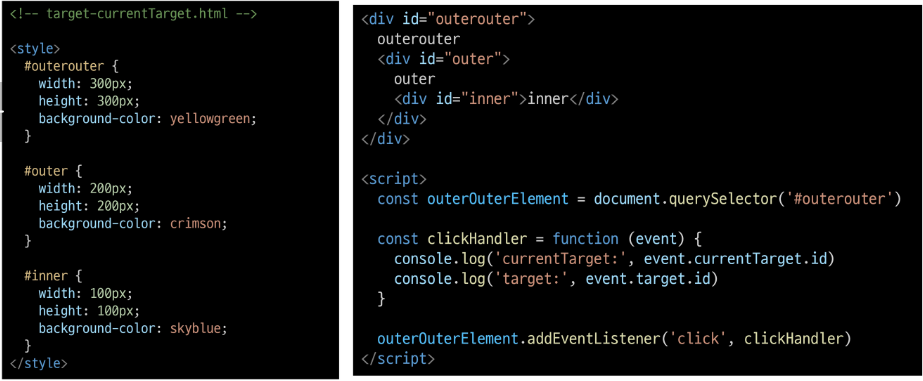 <!-- target-currentTarget.html -->
<style>
#outerouter {
width: 300px;
height: 300px;
background-color: yellowgreen;
}
#outer {
width: 200px;
height: 200px;
background-color: crimson;
}
#inner {
width: 100px;
height: 100px;
background-color: skyblue;
}
</style>
<div id="outerouter">
outerouter
<div id="outer">
outer
<div id="inner">inner</div>
</div>
</div>
<script>
const outerOuterElement = document.querySelector('#outerouter')
const clickHandler = function (event) {
console.log('currentTarget:', event.currentTarget.id)
console.log('target:', event.target.id)
}
outerOuterElement.addEventListener('click', clickHandler)
</script>